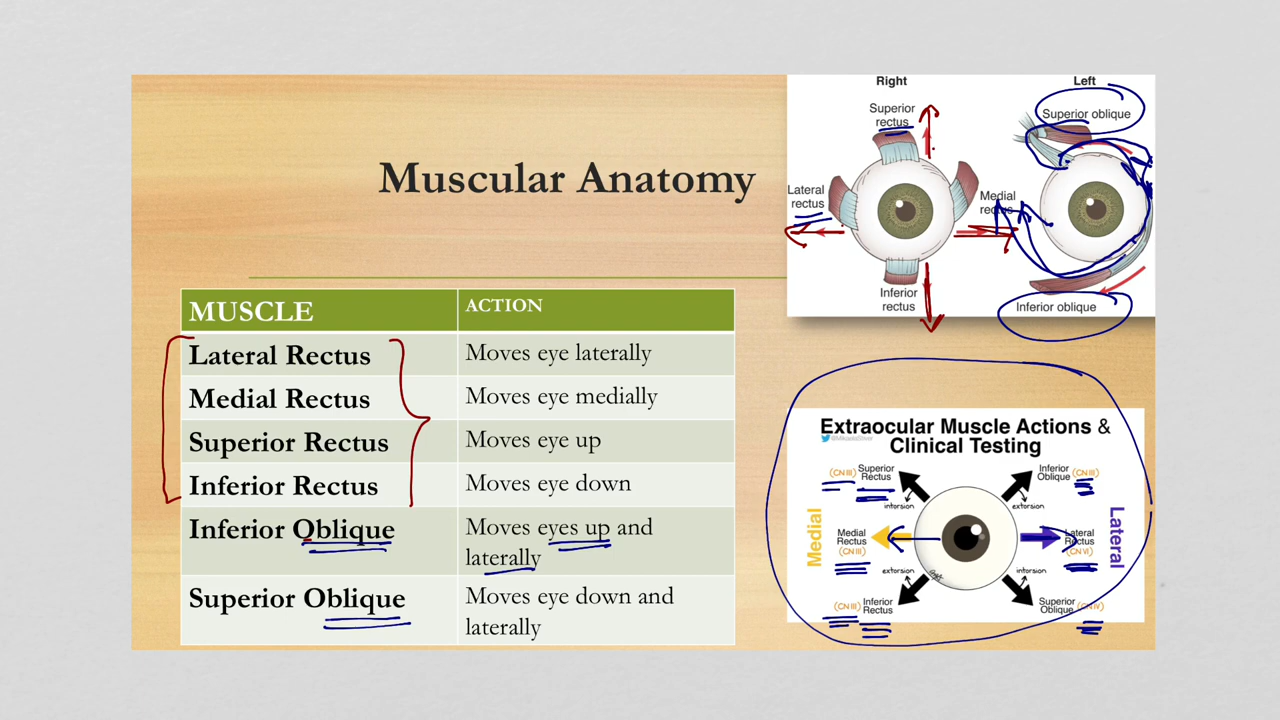 Muscular Anatomy
MUSCLE
ACTION
Lateral Rectus
Moves eye laterally
Medial Rectus
Moves eye medially
Superior Rectus
Moves eye up
Inferior Rectus
Moves eye down
Inferior Oblique
Moves eyes up and
laterally
Superior Oblique
Moves eye down and
laterally
Right
Left
Superior
rectus
Superior oblique
Lateral
rectus
Medial
rectus
Inferior
rectus
Inferior oblique
Extraocular Muscle Actions &
@MikaelaStiver
Clinical Testing
(CN III) Superior
Rectus
intorsion
Inferior
Oblique (CN III)
extorsion
Medial
Medial
Rectus
(CN III)
Lateral
Rectus
(CN VI)
Lateral
extorsion
(CN III) Inferior
Rectus
intorsion
Superior
Oblique (CN IV)